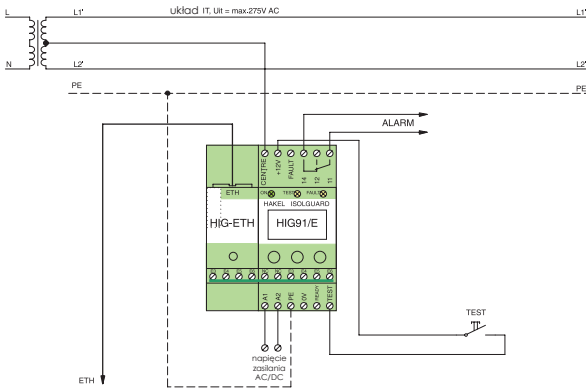 L L1' układ IT, Uit = max.275V AC L1'
N L2' L2'
PE PE
ALARM
CENTRE +12V FAULT 14 12 11
ETH ON TEST FAULT
HAKEL ISOLGUARD
HIG-ETH HIG91/E
A1 A2 PE 0V READY TEST
TEST
napięcie
zasilania
AC/DC
ETH